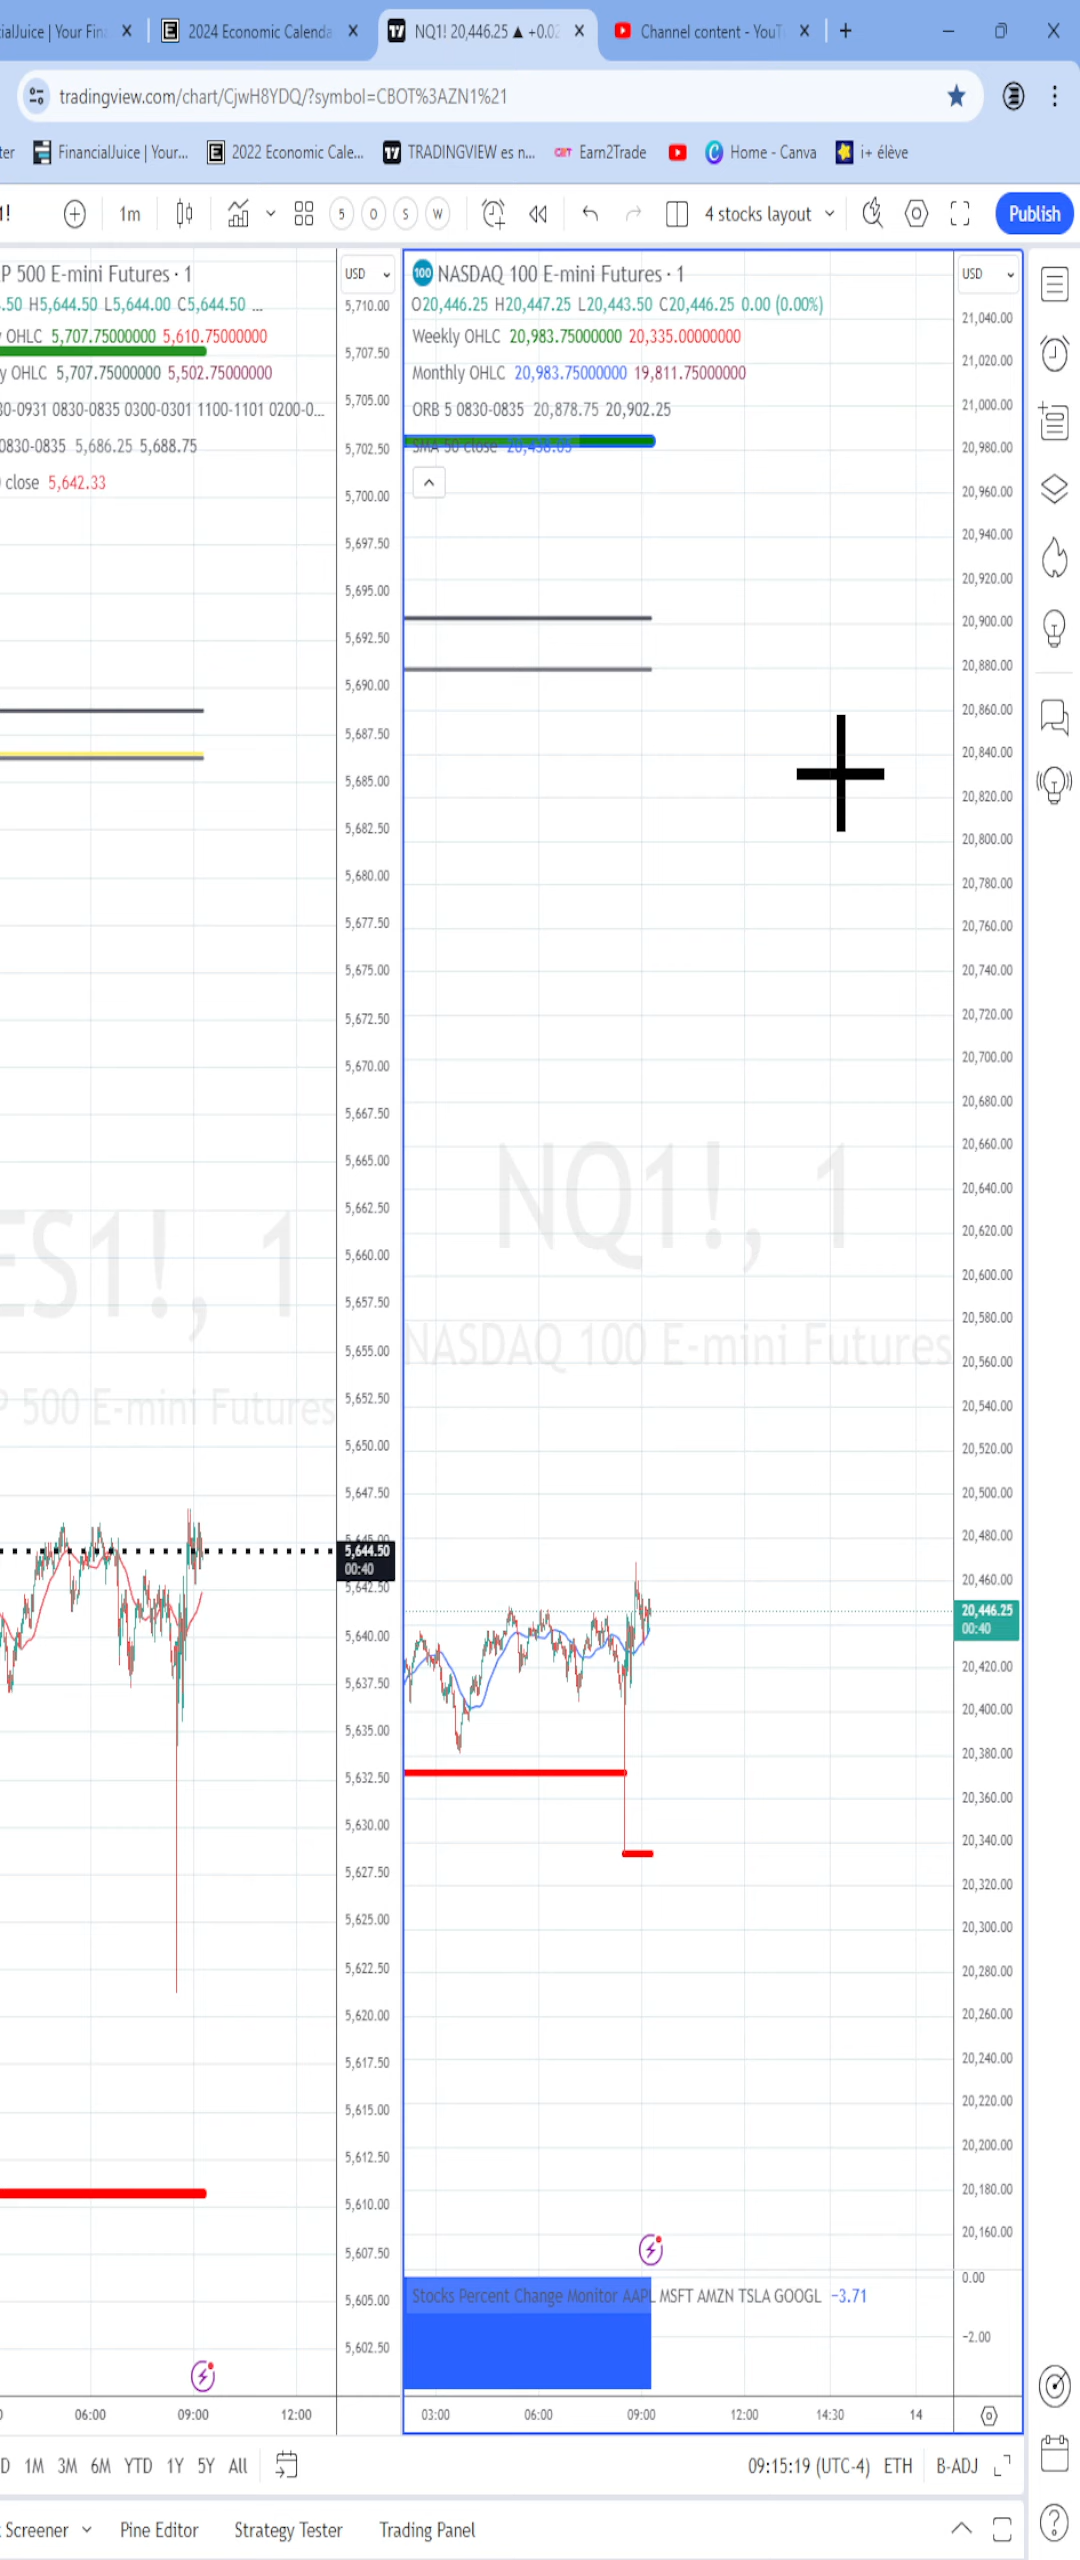 ialJuice | Your Fin
2024 Economic Calenda
NQ1! 20,446.25 ▲ +0.02
Channel content - YouT
tradingview.com/chart/CjwH8YDQ/?symbol=CBOT%3AZN1%21
ter
FinancialJuice | Your...
2022 Economic Cale...
TRADINGVIEW es n...
Earn2Trade
Home - Canva
i+ élève
1!
1m
5
O
S
W
4 stocks layout
Publish
P 500 E-mini Futures · 1
.50 H5,644.50 L5,644.00 C5,644.50 ...
y OHLC 5,707.75000000 5,610.75000000
y OHLC 5,707.75000000 5,502.75000000
30-0931 0830-0835 0300-0301 1100-1101 0200-0...
0830-0835 5,686.25 5,688.75
close 5,642.33
USD
5,710.00
5,707.50
5,705.00
5,702.50
5,700.00
5,697.50
5,695.00
5,692.50
5,690.00
5,687.50
5,685.00
5,682.50
5,680.00
5,677.50
5,675.00
5,672.50
5,670.00
5,667.50
5,665.00
5,662.50
5,660.00
5,657.50
5,655.00
5,652.50
5,650.00
5,647.50
5,645.00
5,644.50
00:40
5,642.50
5,640.00
5,637.50
5,635.00
5,632.50
5,630.00
5,627.50
5,625.00
5,622.50
5,620.00
5,617.50
5,615.00
5,612.50
5,610.00
5,607.50
5,605.00
5,602.50
ES1!, 1
P 500 E-mini Futures
06:00
09:00
12:00
100 NASDAQ 100 E-mini Futures · 1
O20,446.25 H20,447.25 L20,443.50 C20,446.25 0.00 (0.00%)
Weekly OHLC 20,983.75000000 20,335.00000000
Monthly OHLC 20,983.75000000 19,811.75000000
ORB 5 0830-0835 20,878.75 20,902.25
SMA 50 close
NQ1!, 1
NASDAQ 100 E-mini Futures
USD
21,040.00
21,020.00
21,000.00
20,980.00
20,960.00
20,940.00
20,920.00
20,900.00
20,880.00
20,860.00
20,840.00
20,820.00
20,800.00
20,780.00
20,760.00
20,740.00
20,720.00
20,700.00
20,680.00
20,660.00
20,640.00
20,620.00
20,600.00
20,580.00
20,560.00
20,540.00
20,520.00
20,500.00
20,480.00
20,460.00
20,446.25
00:40
20,420.00
20,400.00
20,380.00
20,360.00
20,340.00
20,320.00
20,300.00
20,280.00
20,260.00
20,240.00
20,220.00
20,200.00
20,180.00
20,160.00
Stocks Percent Change Monitor AAPL MSFT AMZN TSLA GOOGL −3.71
0.00
−2.00
03:00
06:00
09:00
12:00
14:30
14
D 1M 3M 6M YTD 1Y 5Y All
09:15:19 (UTC-4) ETH B-ADJ
Screener
Pine Editor
Strategy Tester
Trading Panel